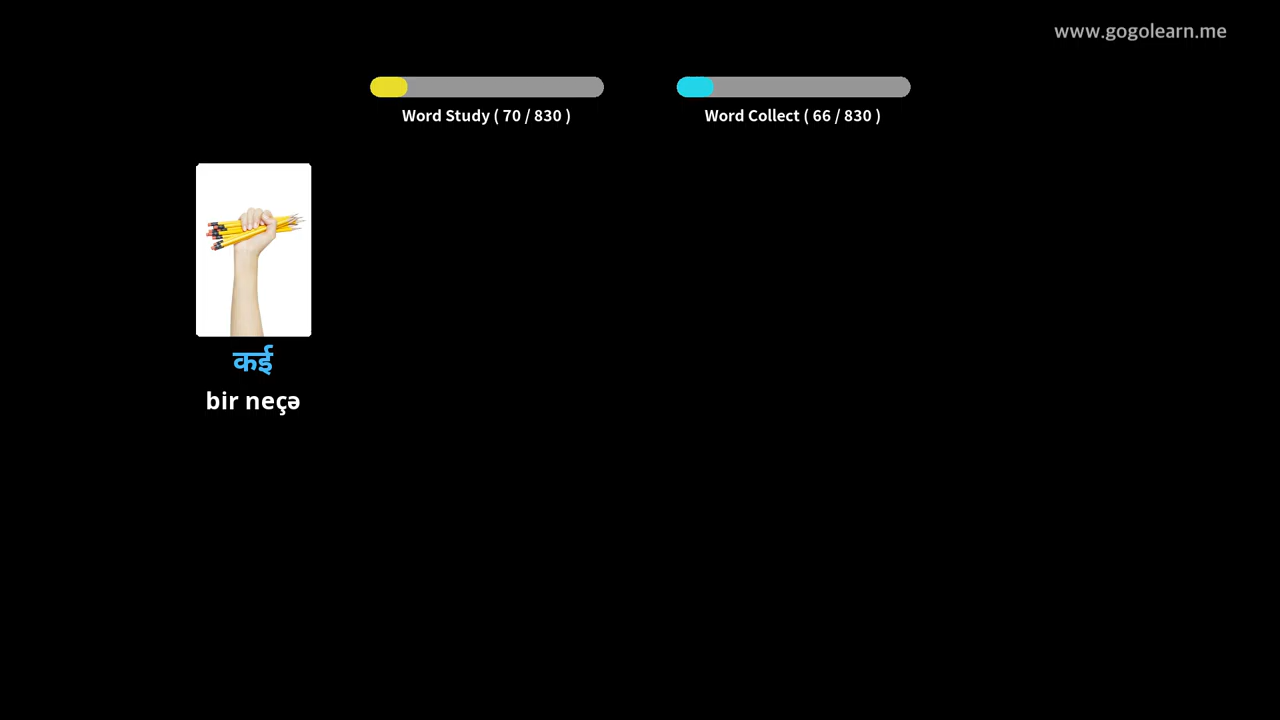 www.gogolearn.me
Word Study ( 70 / 830 )
Word Collect ( 66 / 830 )
कई
bir neçə